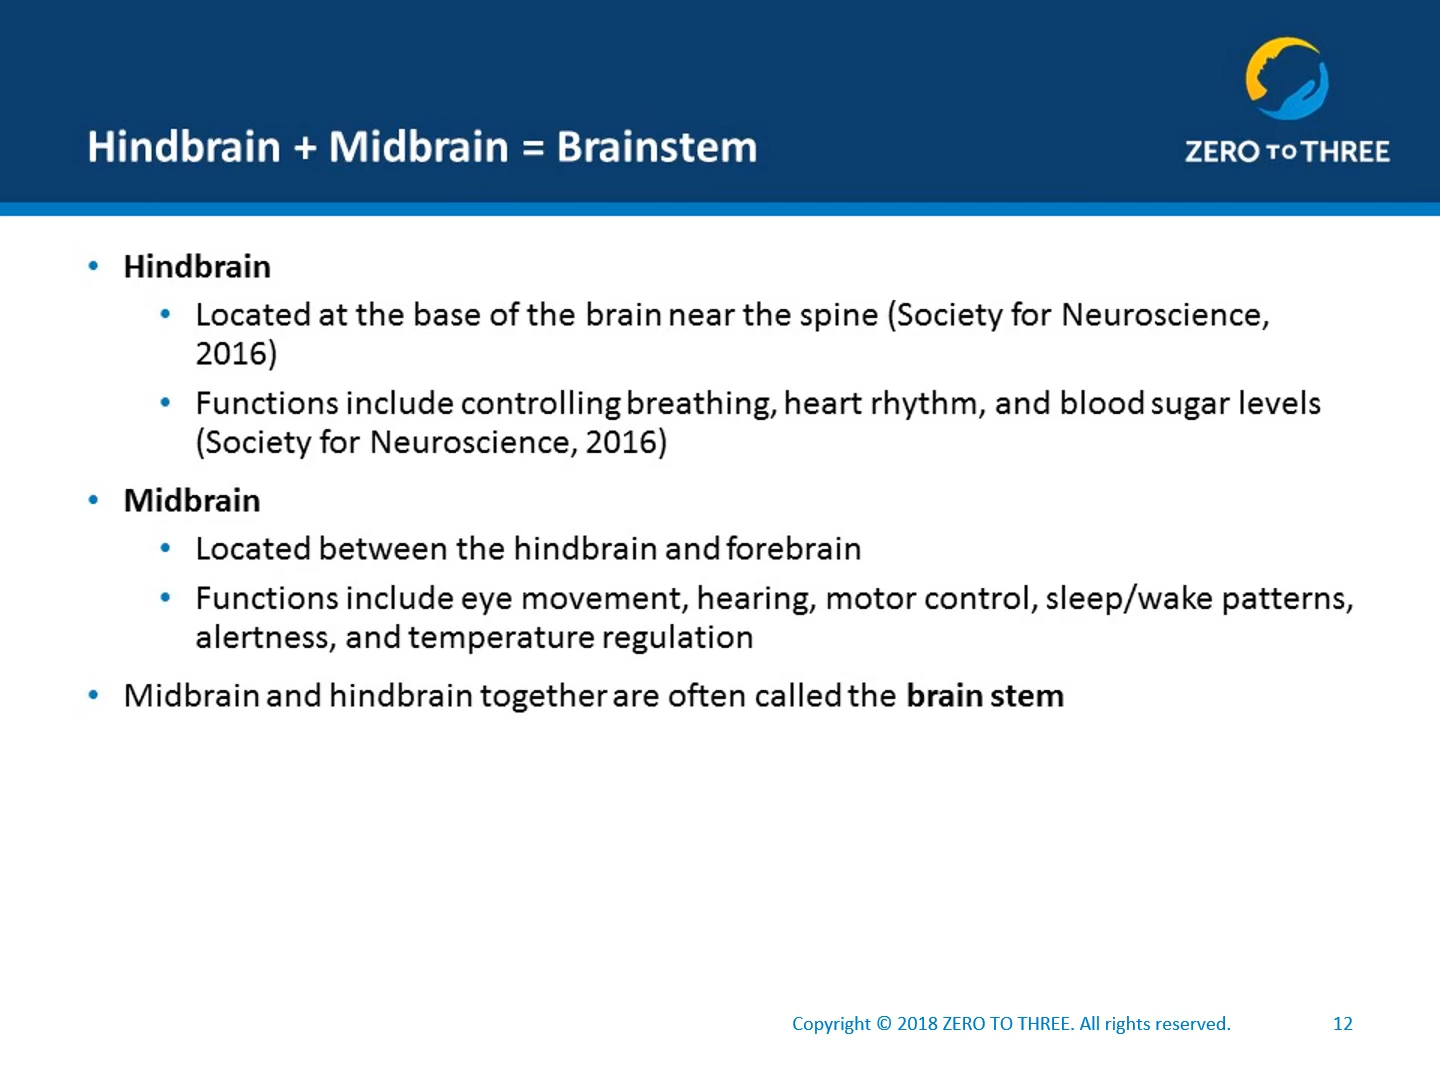 Hindbrain + Midbrain = Brainstem
ZERO TO THREE
• Hindbrain
• Located at the base of the brain near the spine (Society for Neuroscience,
2016)
• Functions include controlling breathing, heart rhythm, and blood sugar levels
(Society for Neuroscience, 2016)
• Midbrain
• Located between the hindbrain and forebrain
• Functions include eye movement, hearing, motor control, sleep/wake patterns,
alertness, and temperature regulation
• Midbrain and hindbrain together are often called the brain stem
Copyright © 2018 ZERO TO THREE. All rights reserved. 12